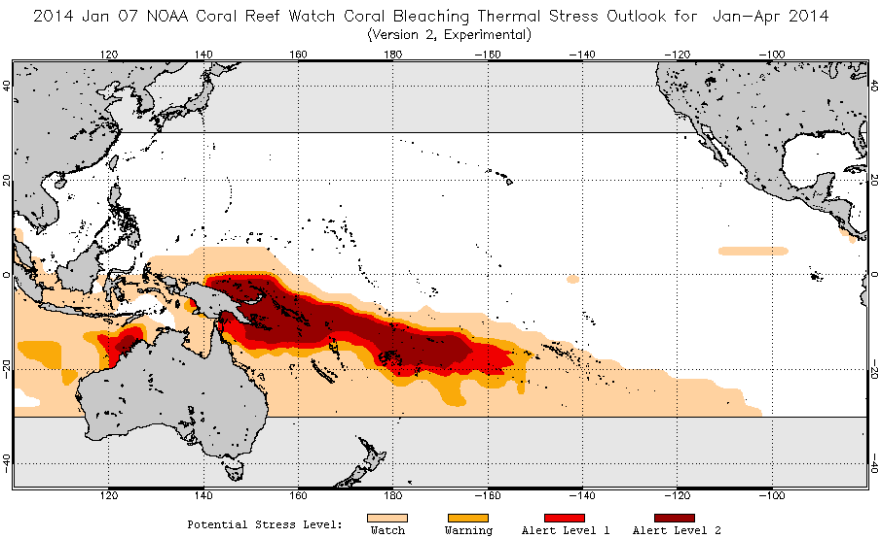 2014 Jan 07 NOAA Coral Reef Watch Coral Bleaching Thermal Stress Outlook for Jan-Apr 2014
(Version 2, Experimental)
120 140 160 180 -160 -140 -120 -100
40 40
20 20
0 0
-20 -20
-40 -40
120 140 160 180 -160 -140 -120 -100
Potential Stress Level: Watch Warning Alert Level 1 Alert Level 2